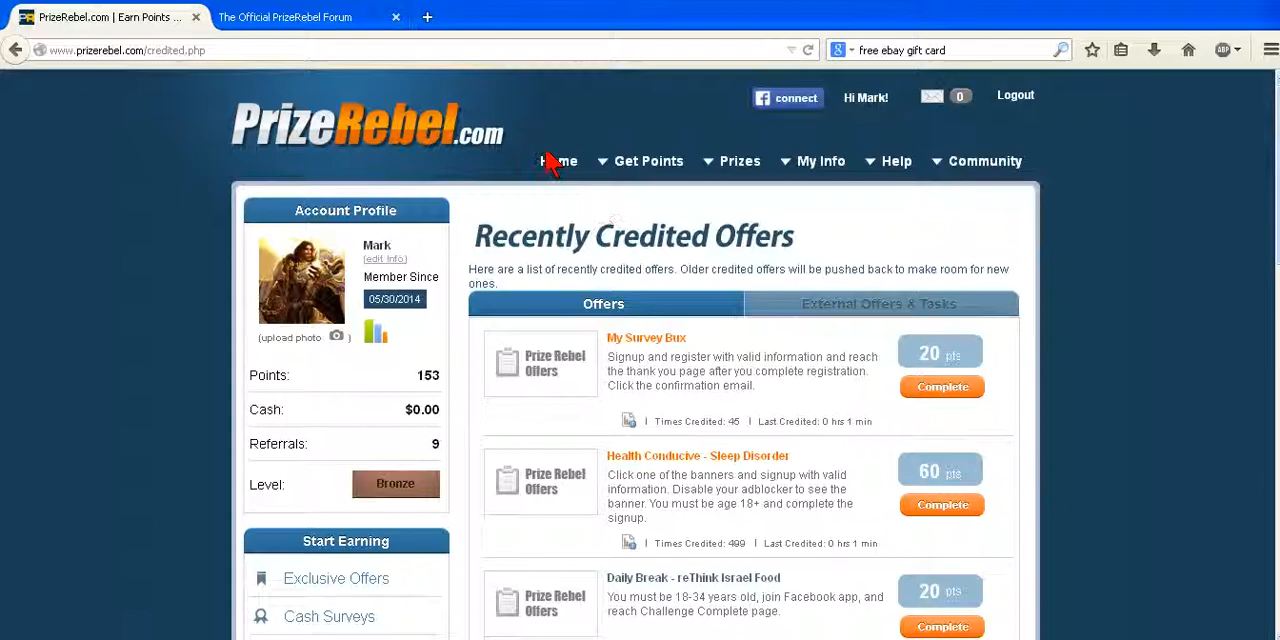 PrizeRebel.com | Earn Points ...
The Official PrizeRebel Forum
www.prizerebel.com/credited.php
free ebay gift card
ABP
PrizeRebel.com
connect
Hi Mark!
0
Logout
Home
Get Points
Prizes
My Info
Help
Community
Account Profile
Mark
(edit info)
Member Since
05/30/2014
(upload photo )
Points: 153
Cash: $0.00
Referrals: 9
Level: Bronze
Start Earning
Exclusive Offers
Cash Surveys
Recently Credited Offers
Here are a list of recently credited offers. Older credited offers will be pushed back to make room for new
ones.
Offers
External Offers & Tasks
Prize Rebel
Offers
My Survey Bux
Signup and register with valid information and reach
the thank you page after you complete registration.
Click the confirmation email.
20 pts
Complete
| Times Credited: 45 | Last Credited: 0 hrs 1 min
Prize Rebel
Offers
Health Conducive - Sleep Disorder
Click one of the banners and signup with valid
information. Disable your adblocker to see the
banner. You must be age 18+ and complete the
signup.
60 pts
Complete
| Times Credited: 499 | Last Credited: 0 hrs 1 min
Prize Rebel
Offers
Daily Break - reThink Israel Food
You must be 18-34 years old, join Facebook app, and
reach Challenge Complete page.
20 pts
Complete